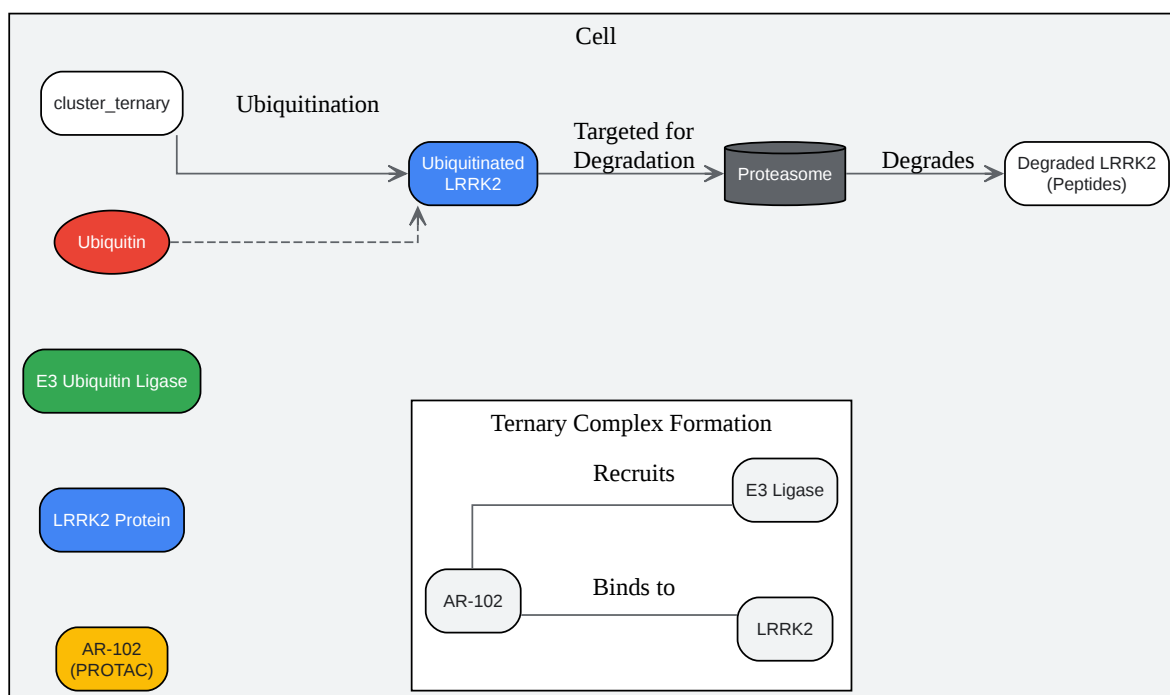 Cell
cluster_ternary
Ubiquitination
Ubiquitinated
LRRK2
Targeted for
Degradation
Proteasome
Degrades
Degraded LRRK2
(Peptides)
Ubiquitin
E3 Ubiquitin Ligase
LRRK2 Protein
AR-102
(PROTAC)
Ternary Complex Formation
Recruits
E3 Ligase
AR-102
Binds to
LRRK2